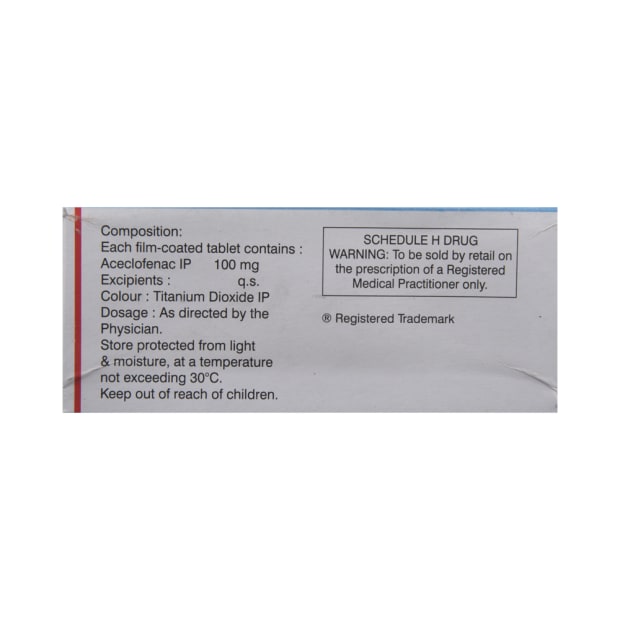 Composition:
Each film-coated tablet contains :
Aceclofenac IP 100 mg
Excipients : q.s.
Colour : Titanium Dioxide IP
Dosage : As directed by the
Physician.
Store protected from light
& moisture, at a temperature
not exceeding 30°C.
Keep out of reach of children.
SCHEDULE H DRUG
WARNING: To be sold by retail on
the prescription of a Registered
Medical Practitioner only.
® Registered Trademark